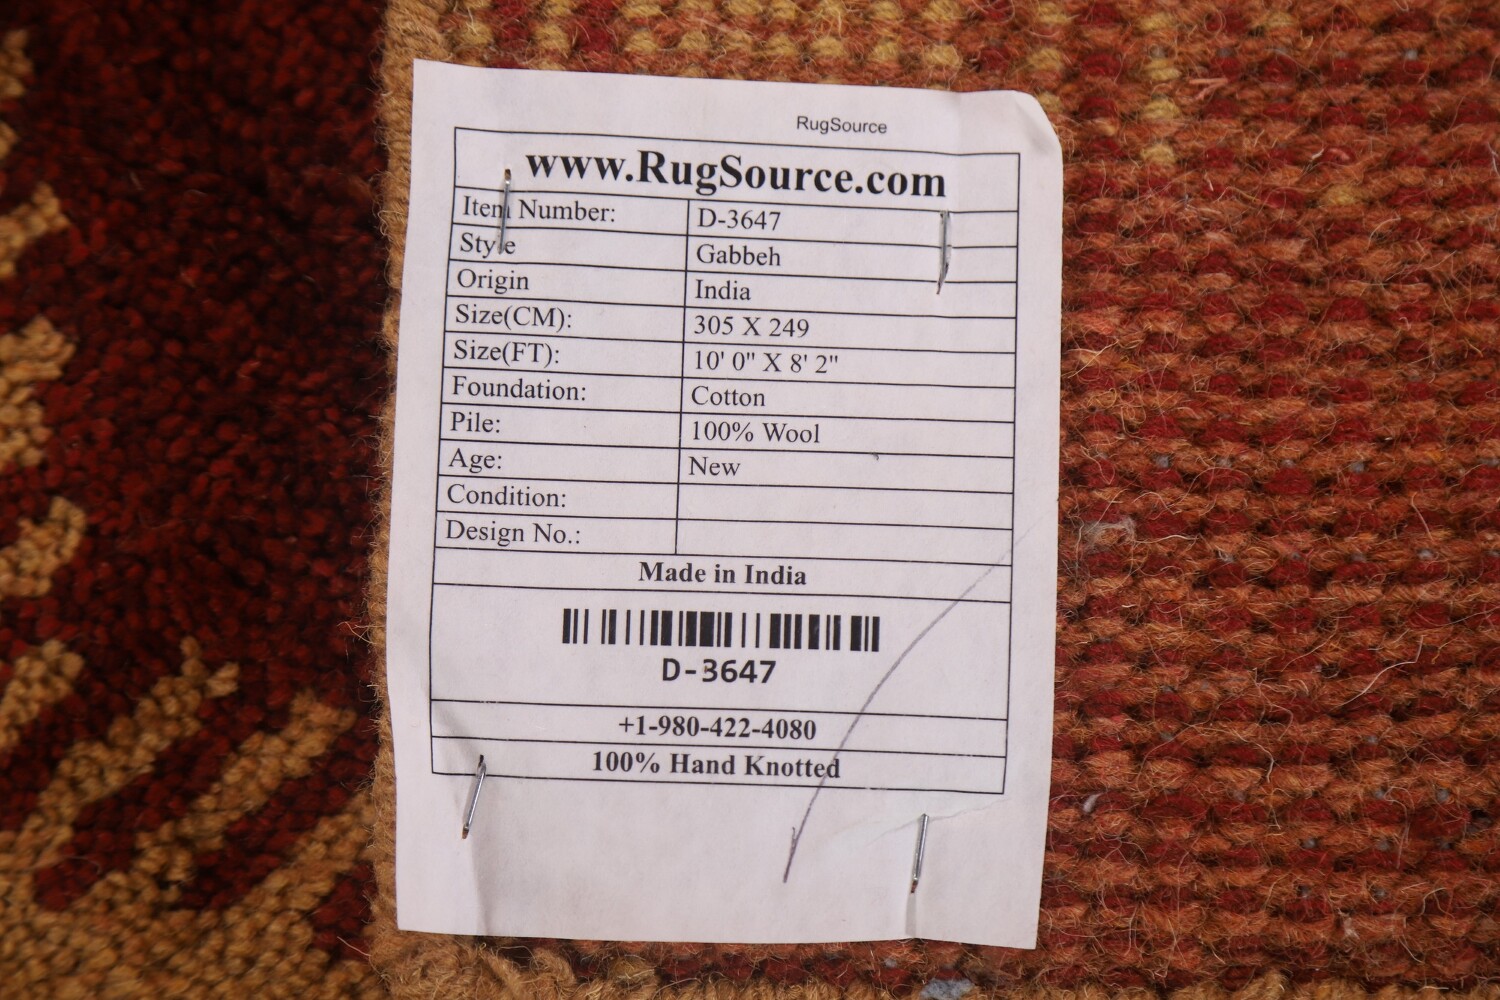 RugSource
www.RugSource.com
Item Number: D-3647
Style Gabbeh
Origin India
Size(CM): 305 X 249
Size(FT): 10' 0" X 8' 2"
Foundation: Cotton
Pile: 100% Wool
Age: New
Condition:
Design No.:
Made in India
D-3647
+1-980-422-4080
100% Hand Knotted